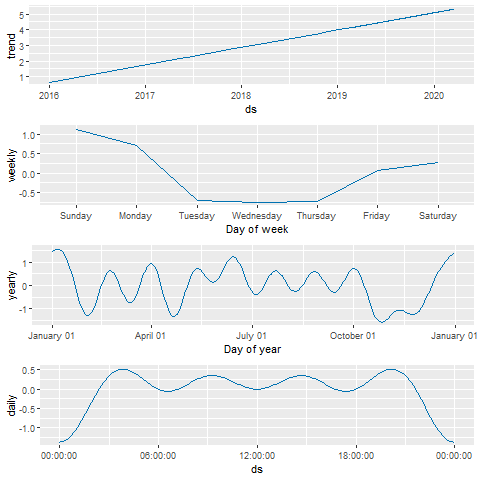 trend
5
4
3
2
1
2016 2017 2018 2019 2020
ds
weekly
1.0
0.5
0.0
-0.5
Sunday Monday Tuesday Wednesday Thursday Friday Saturday
Day of week
yearly
1
0
-1
January 01 April 01 July 01 October 01 January 01
Day of year
daily
0.5
0.0
-0.5
-1.0
00:00:00 06:00:00 12:00:00 18:00:00 00:00:00
ds